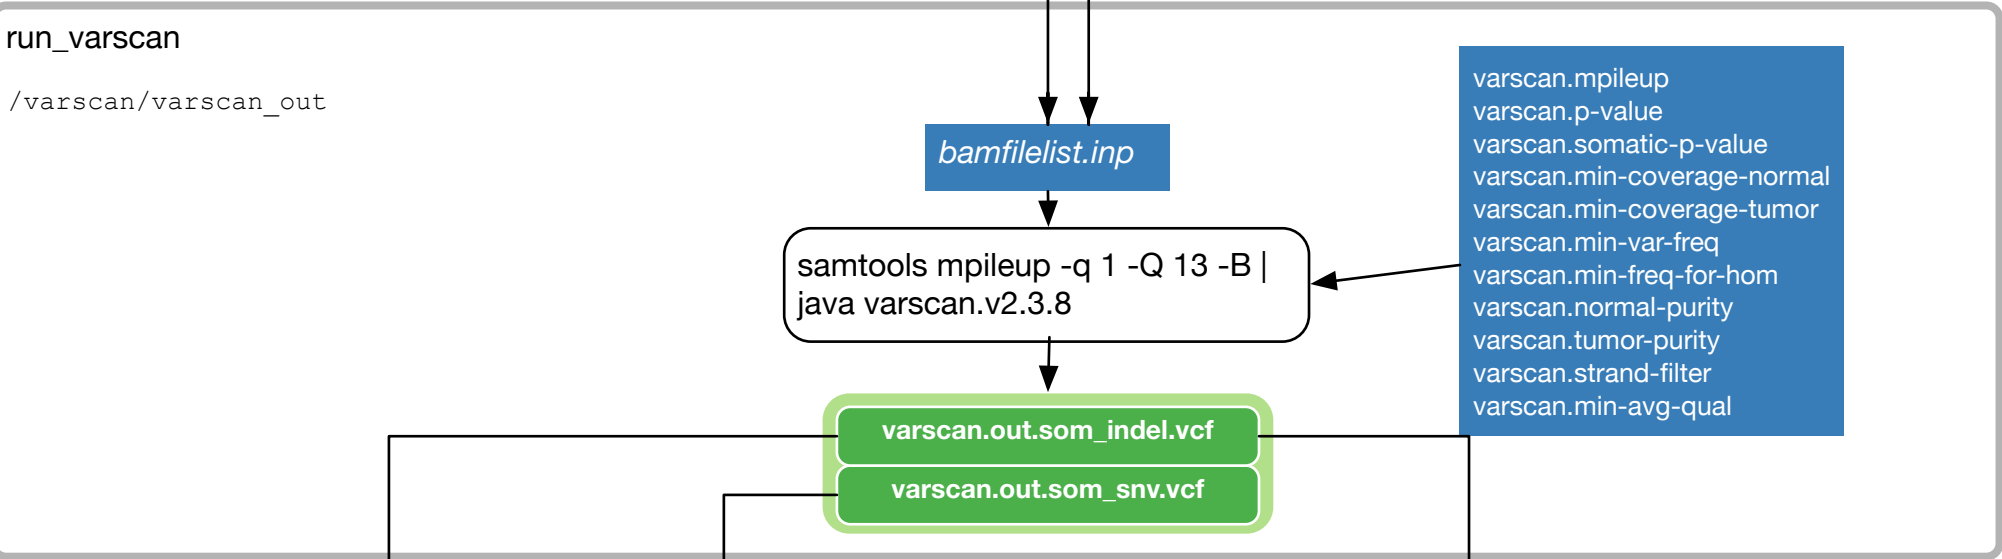 run_varscan
/varscan/varscan_out
bamfilelist.inp
samtools mpileup -q 1 -Q 13 -B |
java varscan.v2.3.8
varscan.mpileup
varscan.p-value
varscan.somatic-p-value
varscan.min-coverage-normal
varscan.min-coverage-tumor
varscan.min-var-freq
varscan.min-freq-for-hom
varscan.normal-purity
varscan.tumor-purity
varscan.strand-filter
varscan.min-avg-qual
varscan.out.som_indel.vcf
varscan.out.som_snv.vcf